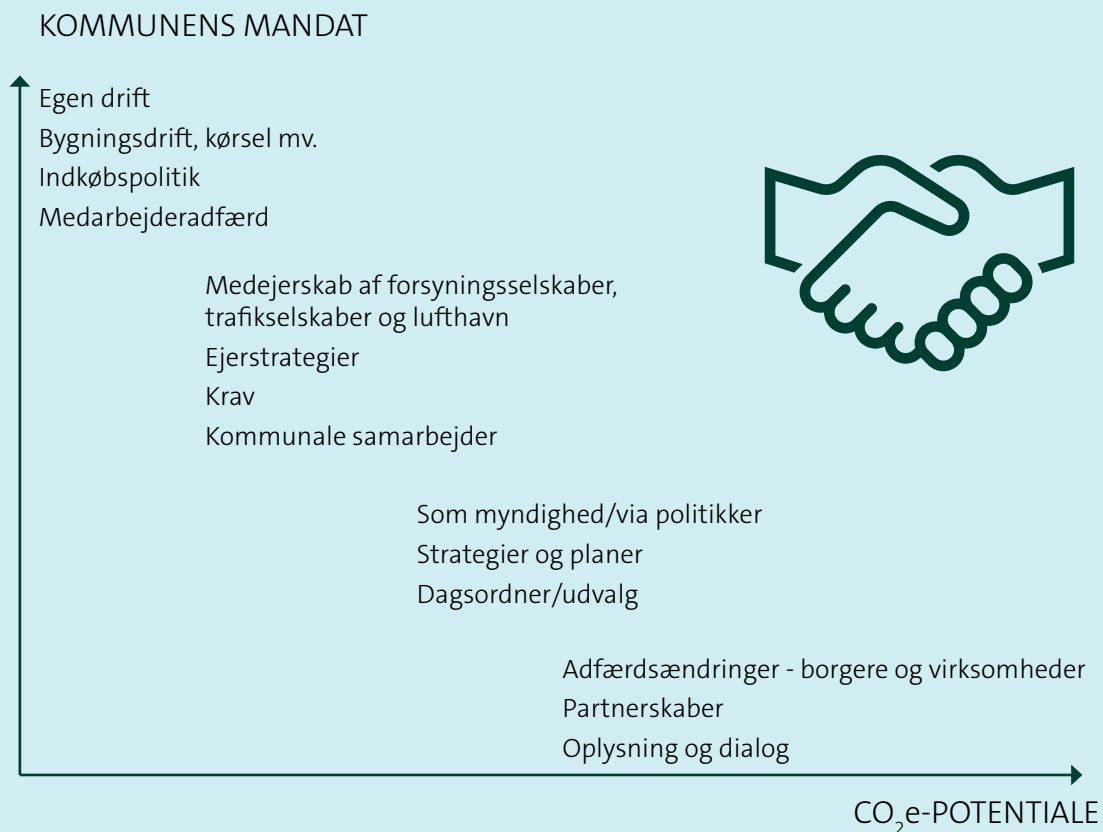 KOMMUNENS MANDAT
Egen drift
Bygningsdrift, kørsel mv.
Indkøbspolitik
Medarbejderadfærd
Medejerskab af forsyningsselskaber,
trafikselskaber og lufthavn
Ejerstrategier
Krav
Kommunale samarbejder
Som myndighed/via politikker
Strategier og planer
Dagsordner/udvalg
Adfærdsændringer - borgere og virksomheder
Partnerskaber
Oplysning og dialog
CO₂e-POTENTIALE